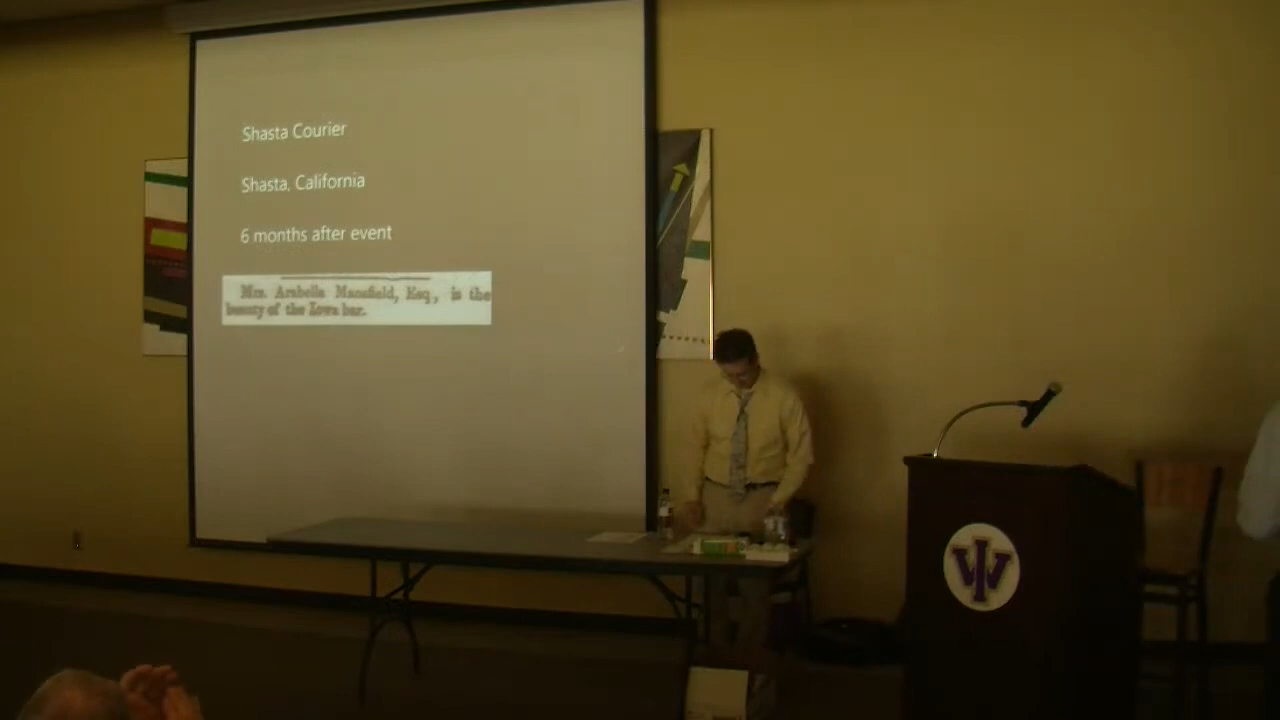 Shasta Courier
Shasta, California
6 months after event
Mrs. Arabella Mansfield, Esq., is the
beauty of the Iowa bar.
IW